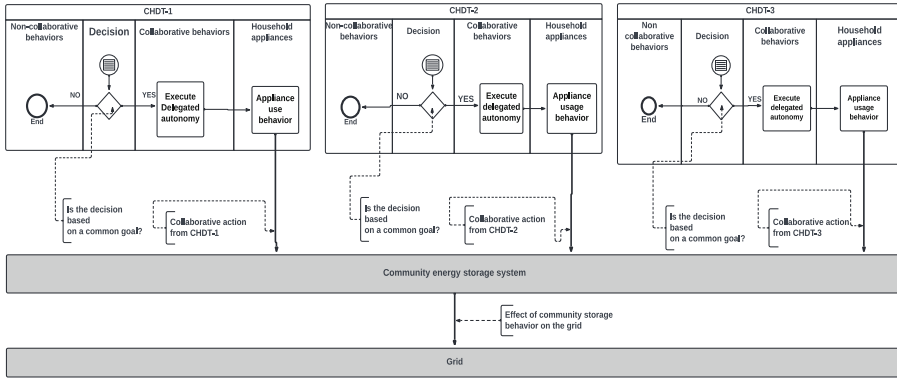 CHDT-1
Non-collaborative
behaviors
Decision
Collaborative behaviors
Household
appliances
NO
YES
End
Execute
Delegated
autonomy
Appliance
use
behavior
Is the decision
based
on a common goal?
Collaborative action
from CHDT-1
CHDT-2
Non-collaborative
behaviors
Decision
Collaborative
behaviors
Household
appliances
NO
YES
End
Execute
delegated
autonomy
Appliance
usage
behavior
Is the decision
based
on a common goal?
Collaborative action
from CHDT-2
CHDT-3
Non
collaborative
behaviors
Decision
Collaborative
behaviors
Household
appliances
NO
YES
End
Execute
delegated
autonomy
Appliance
usage
behavior
Is the decision
based
on a common goal?
Collaborative action
from CHDT-3
Community energy storage system
Effect of community storage
behavior on the grid
Grid